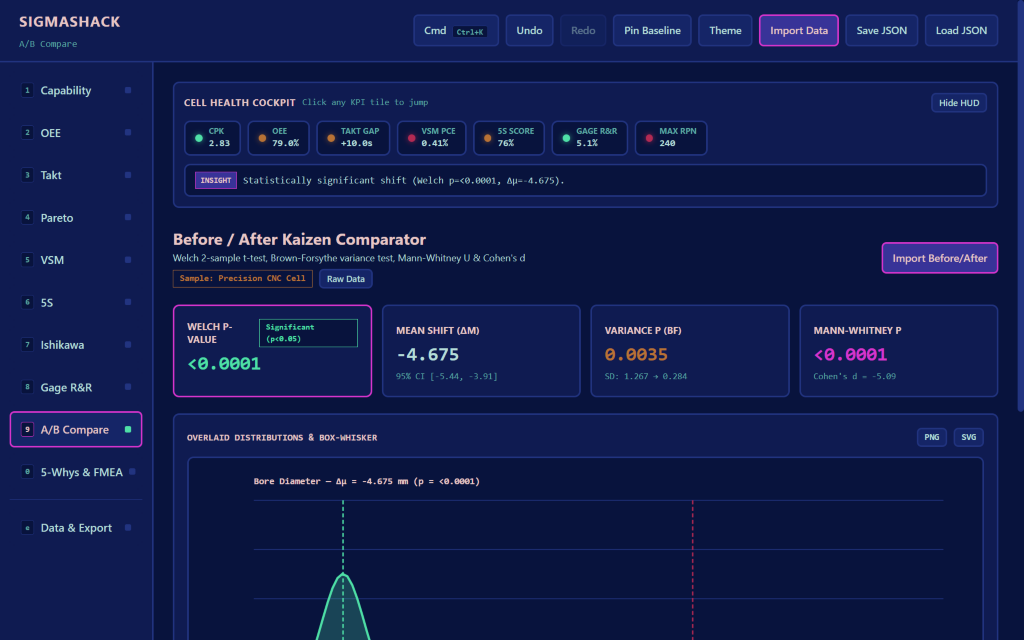 SIGMASHACK
A/B Compare
Cmd Ctrl+K
Undo
Redo
Pin Baseline
Theme
Import Data
Save JSON
Load JSON
1 Capability
2 OEE
3 Takt
4 Pareto
5 VSM
6 5S
7 Ishikawa
8 Gage R&R
9 A/B Compare
0 5-Whys & FMEA
e Data & Export
CELL HEALTH COCKPIT Click any KPI tile to jump
Hide HUD
CPK
2.83
OEE
79.0%
TAKT GAP
+10.0s
VSM PCE
0.41%
5S SCORE
76%
GAGE R&R
5.1%
MAX RPN
240
INSIGHT Statistically significant shift (Welch p=<0.0001, Δμ=-4.675).
Before / After Kaizen Comparator
Welch 2-sample t-test, Brown-Forsythe variance test, Mann-Whitney U & Cohen's d
Sample: Precision CNC Cell
Raw Data
Import Before/After
WELCH P-
VALUE
Significant
(p<0.05)
<0.0001
MEAN SHIFT (ΔM)
-4.675
95% CI [-5.44, -3.91]
VARIANCE P (BF)
0.0035
SD: 1.267 → 0.284
MANN-WHITNEY P
<0.0001
Cohen's d = -5.09
OVERLAID DISTRIBUTIONS & BOX-WHISKER
PNG
SVG
Bore Diameter — Δμ = -4.675 mm (p = <0.0001)